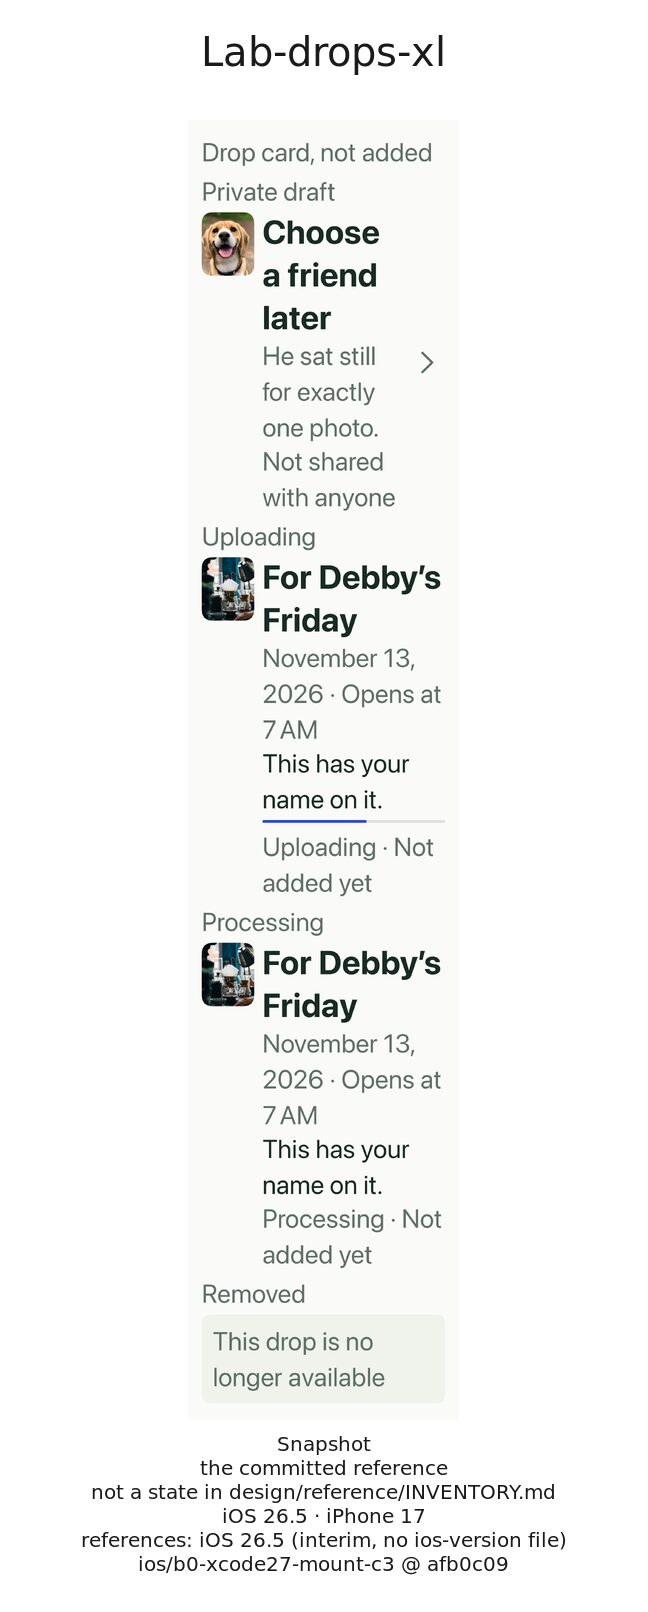 Lab-drops-xl
Drop card, not added
Private draft
Choose
a friend
later
He sat still
for exactly
one photo.
Not shared
with anyone
Uploading
For Debby’s
Friday
November 13,
2026 · Opens at
7 AM
This has your
name on it.
Uploading · Not
added yet
Processing
For Debby’s
Friday
November 13,
2026 · Opens at
7 AM
This has your
name on it.
Processing · Not
added yet
Removed
This drop is no
longer available
Snapshot
the committed reference
not a state in design/reference/INVENTORY.md
iOS 26.5 · iPhone 17
references: iOS 26.5 (interim, no ios-version file)
ios/b0-xcode27-mount-c3 @ afb0c09